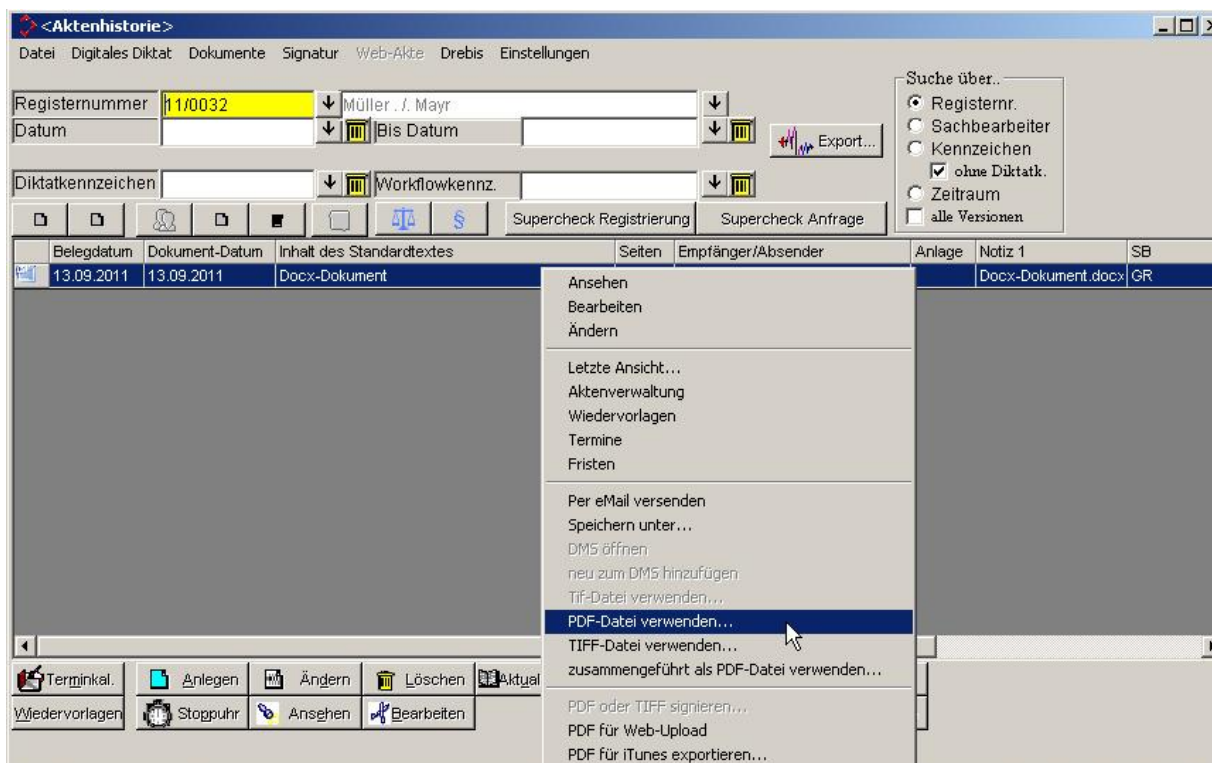 <Aktenhistorie>
Datei Digitales Diktat Dokumente Signatur Web-Akte Drebis Einstellungen
Suche über..
Registernummer 11/0032 Müller ./. Mayr
Registernr.
Datum Bis Datum
Export...
Sachbearbeiter
Kennzeichen
ohne Diktatk.
Diktatkennzeichen Workflowkennz.
Zeitraum
§ Supercheck Registrierung Supercheck Anfrage
alle Versionen
Belegdatum Dokument-Datum Inhalt des Standardtextes Seiten Empfänger/Absender Anlage Notiz 1 SB
13.09.2011 13.09.2011 Docx-Dokument Docx-Dokument.docx GR
Ansehen
Bearbeiten
Ändern
Letzte Ansicht...
Aktenverwaltung
Wiedervorlagen
Termine
Fristen
Per eMail versenden
Speichern unter...
DMS öffnen
neu zum DMS hinzufügen
Tif-Datei verwenden...
PDF-Datei verwenden...
TIFF-Datei verwenden...
zusammengeführt als PDF-Datei verwenden...
PDF oder TIFF signieren...
PDF für Web-Upload
PDF für iTunes exportieren...
Terminkal. Anlegen Ändern Löschen Aktual
Wiedervorlagen Stoppuhr Ansehen Bearbeiten